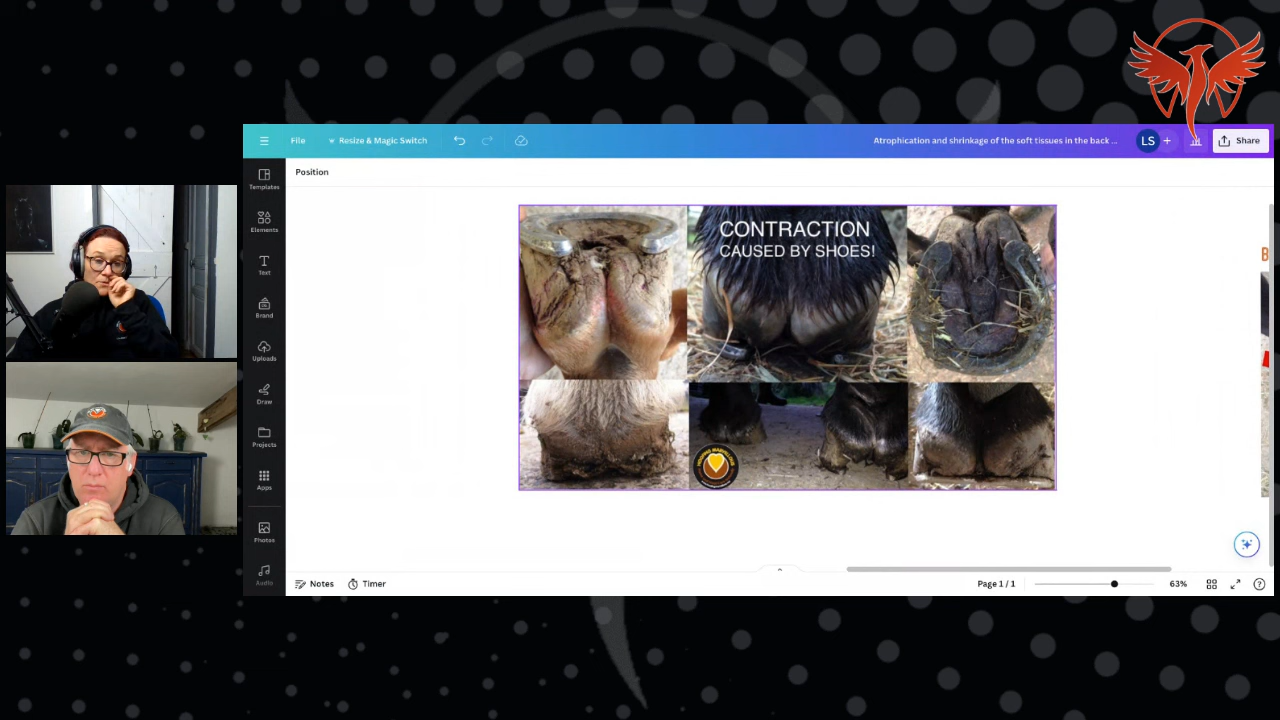 File
Resize & Magic Switch
Atrophication and shrinkage of the soft tissues in the back ...
LS
+
Share
Position
Templates
Elements
Text
Brand
Uploads
Draw
Projects
Apps
Photos
Audio
CONTRACTION
CAUSED BY SHOES!
B
Notes
Timer
Page 1 / 1
63%
?